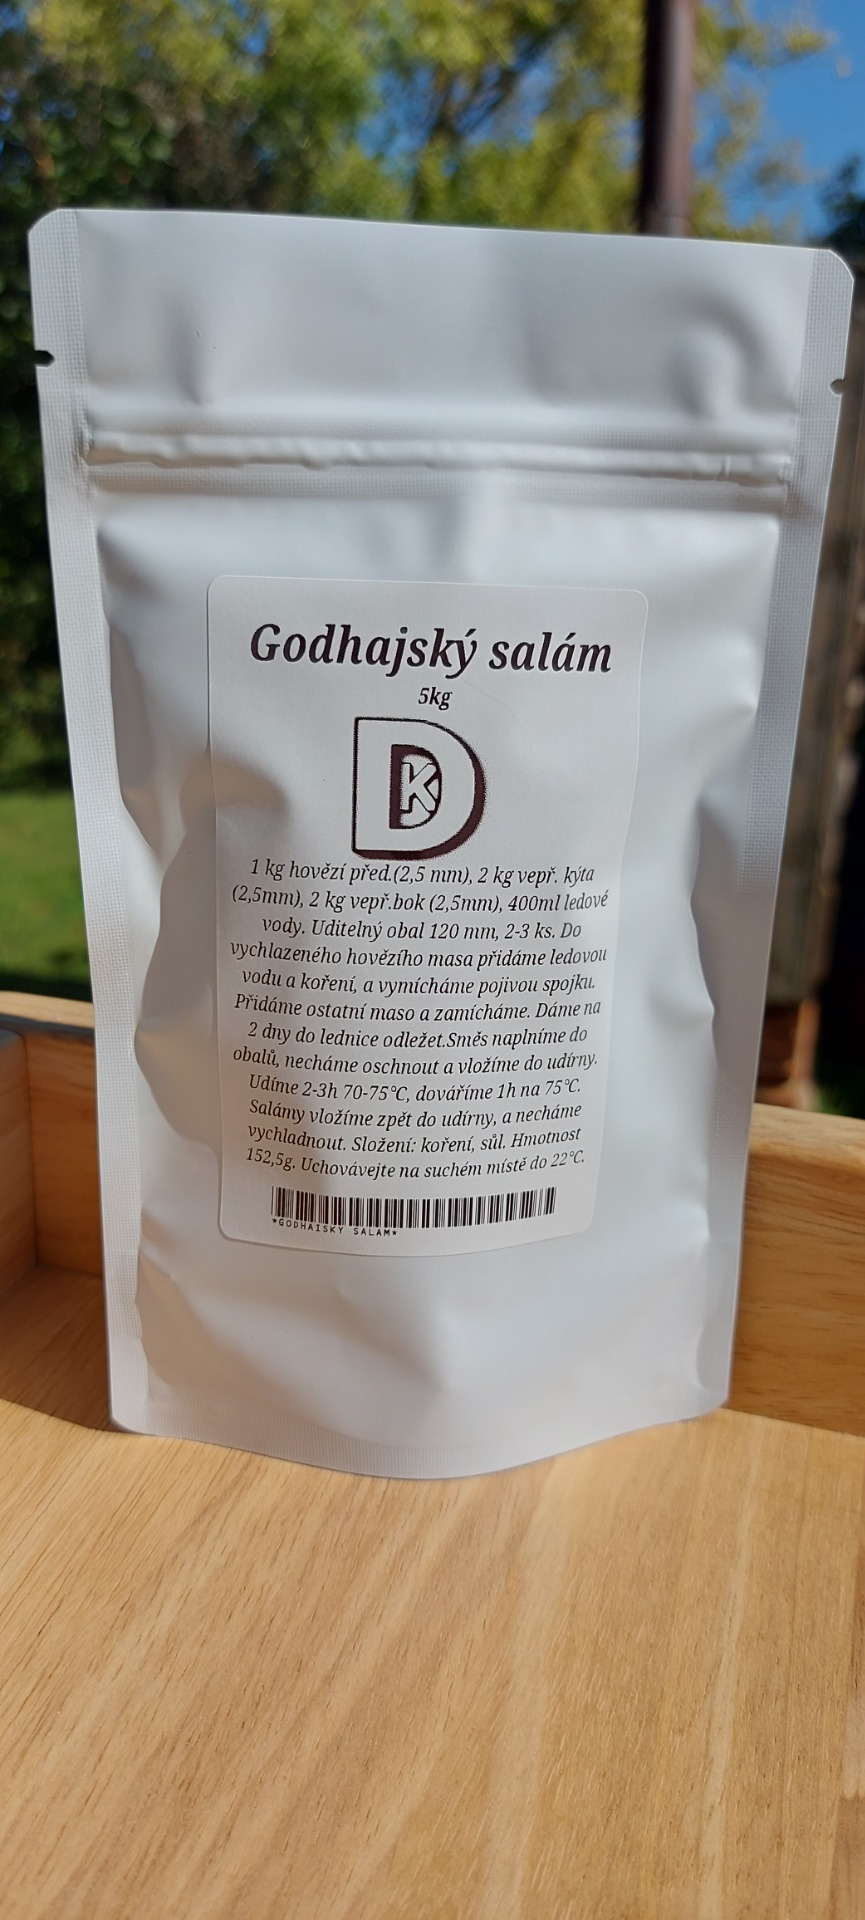 Godhajský salám
5kg
DK
1 kg hovězí před.(2,5 mm), 2 kg vepř. kýta
(2,5mm), 2 kg vepř.bok (2,5mm), 400ml ledové
vody. Uditelný obal 120 mm, 2-3 ks. Do
vychlazeného hovězího masa přidáme ledovou
vodu a koření, a vymícháme pojivou spojku.
Přidáme ostatní maso a zamícháme. Dáme na
2 dny do lednice odležet.Směs naplníme do
obalů, necháme oschnout a vložíme do udírny.
Udíme 2-3h 70-75°C, dováříme 1h na 75°C.
Salámy vložíme zpět do udírny, a necháme
vychladnout. Složení: koření, sůl. Hmotnost
152,5g. Uchovávejte na suchém místě do 22°C.
*GODHAJSKY SALAM*